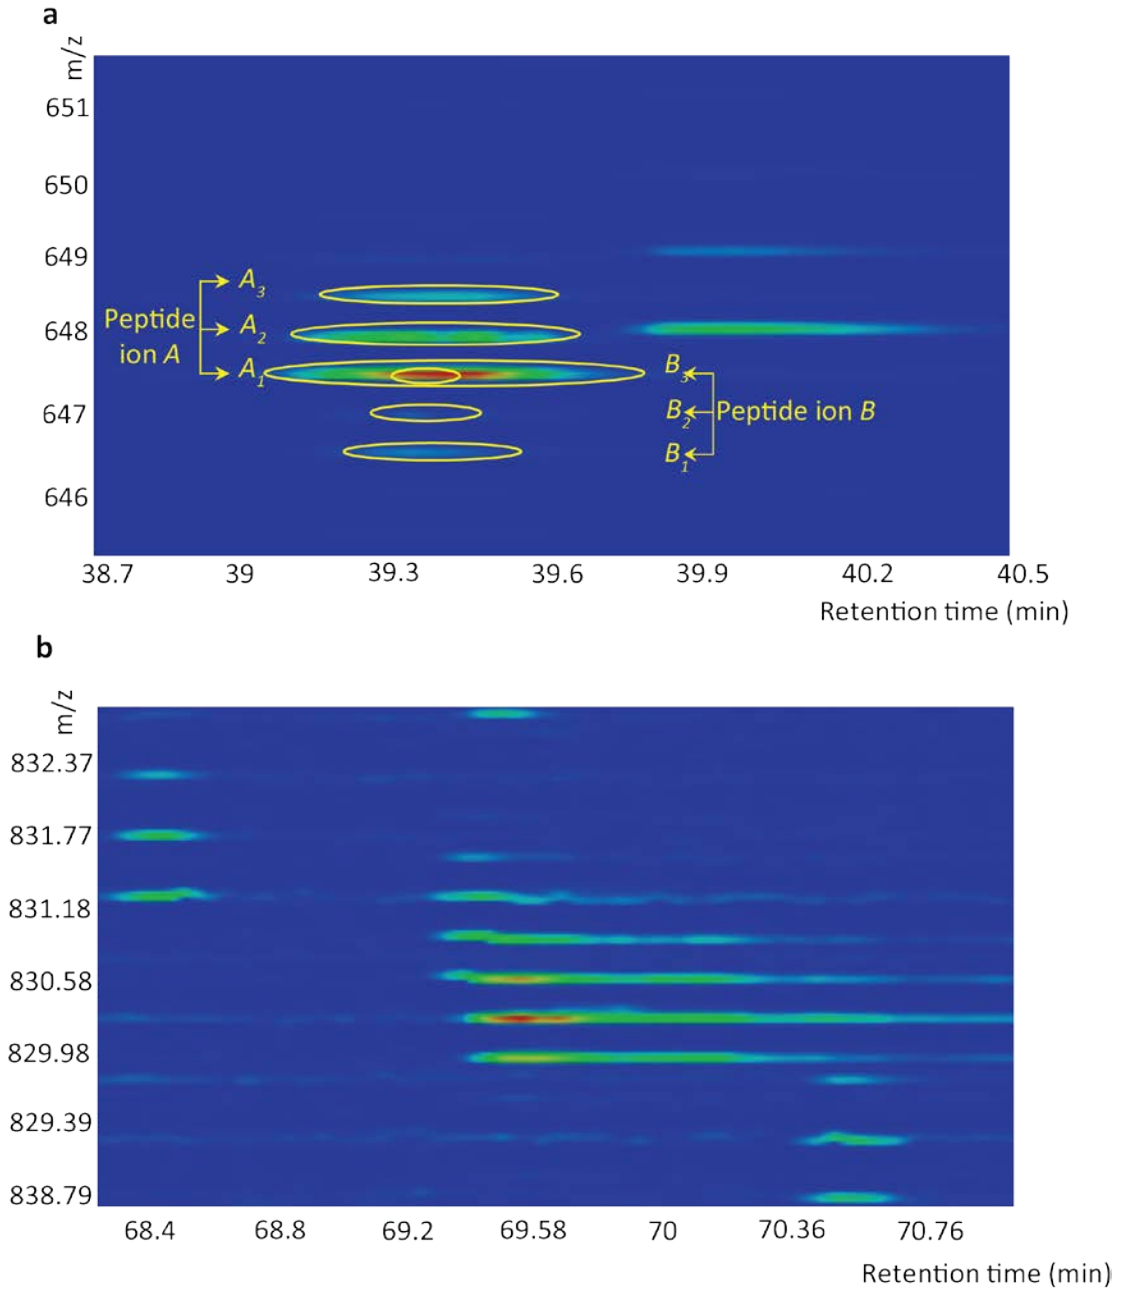 a
m/z
651
650
649
648
647
646
A3
Peptide ion A
A2
A1
B3
B2
Peptide ion B
B1
38.7 39 39.3 39.6 39.9 40.2 40.5
Retention time (min)
b
m/z
832.37
831.77
831.18
830.58
829.98
829.39
838.79
68.4 68.8 69.2 69.58 70 70.36 70.76
Retention time (min)